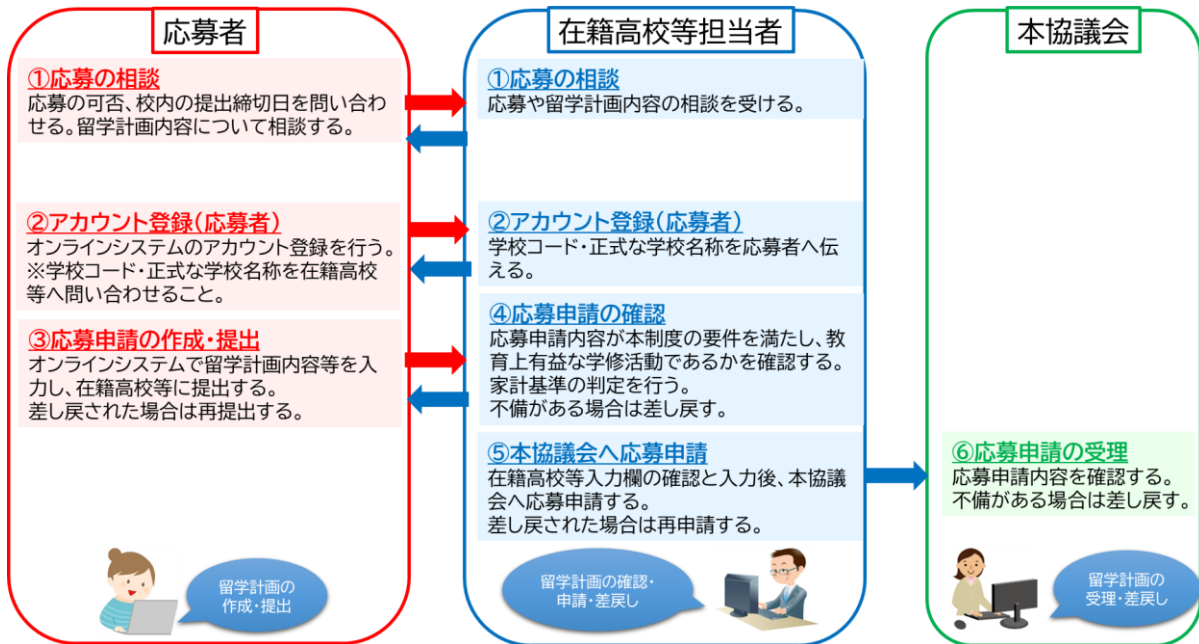 応募者
①応募の相談
応募の可否、校内の提出締切日を問い合わ
せる。留学計画内容について相談する。
②アカウント登録(応募者)
オンラインシステムのアカウント登録を行う。
※学校コード・正式な学校名称を在籍高校
等へ問い合わせること。
③応募申請の作成・提出
オンラインシステムで留学計画内容等を入
力し、在籍高校等に提出する。
差し戻された場合は再提出する。
留学計画の
作成・提出
在籍高校等担当者
①応募の相談
応募や留学計画内容の相談を受ける。
②アカウント登録(応募者)
学校コード・正式な学校名称を応募者へ伝
える。
④応募申請の確認
応募申請内容が本制度の要件を満たし、教
育上有益な学修活動であるかを確認する。
家計基準の判定を行う。
不備がある場合は差し戻す。
⑤本協議会へ応募申請
在籍高校等入力欄の確認と入力後、本協議
会へ応募申請する。
差し戻された場合は再申請する。
留学計画の確認・
申請・差戻し
本協議会
⑥応募申請の受理
応募申請内容を確認する。
不備がある場合は差し戻す。
留学計画の
受理・差戻し